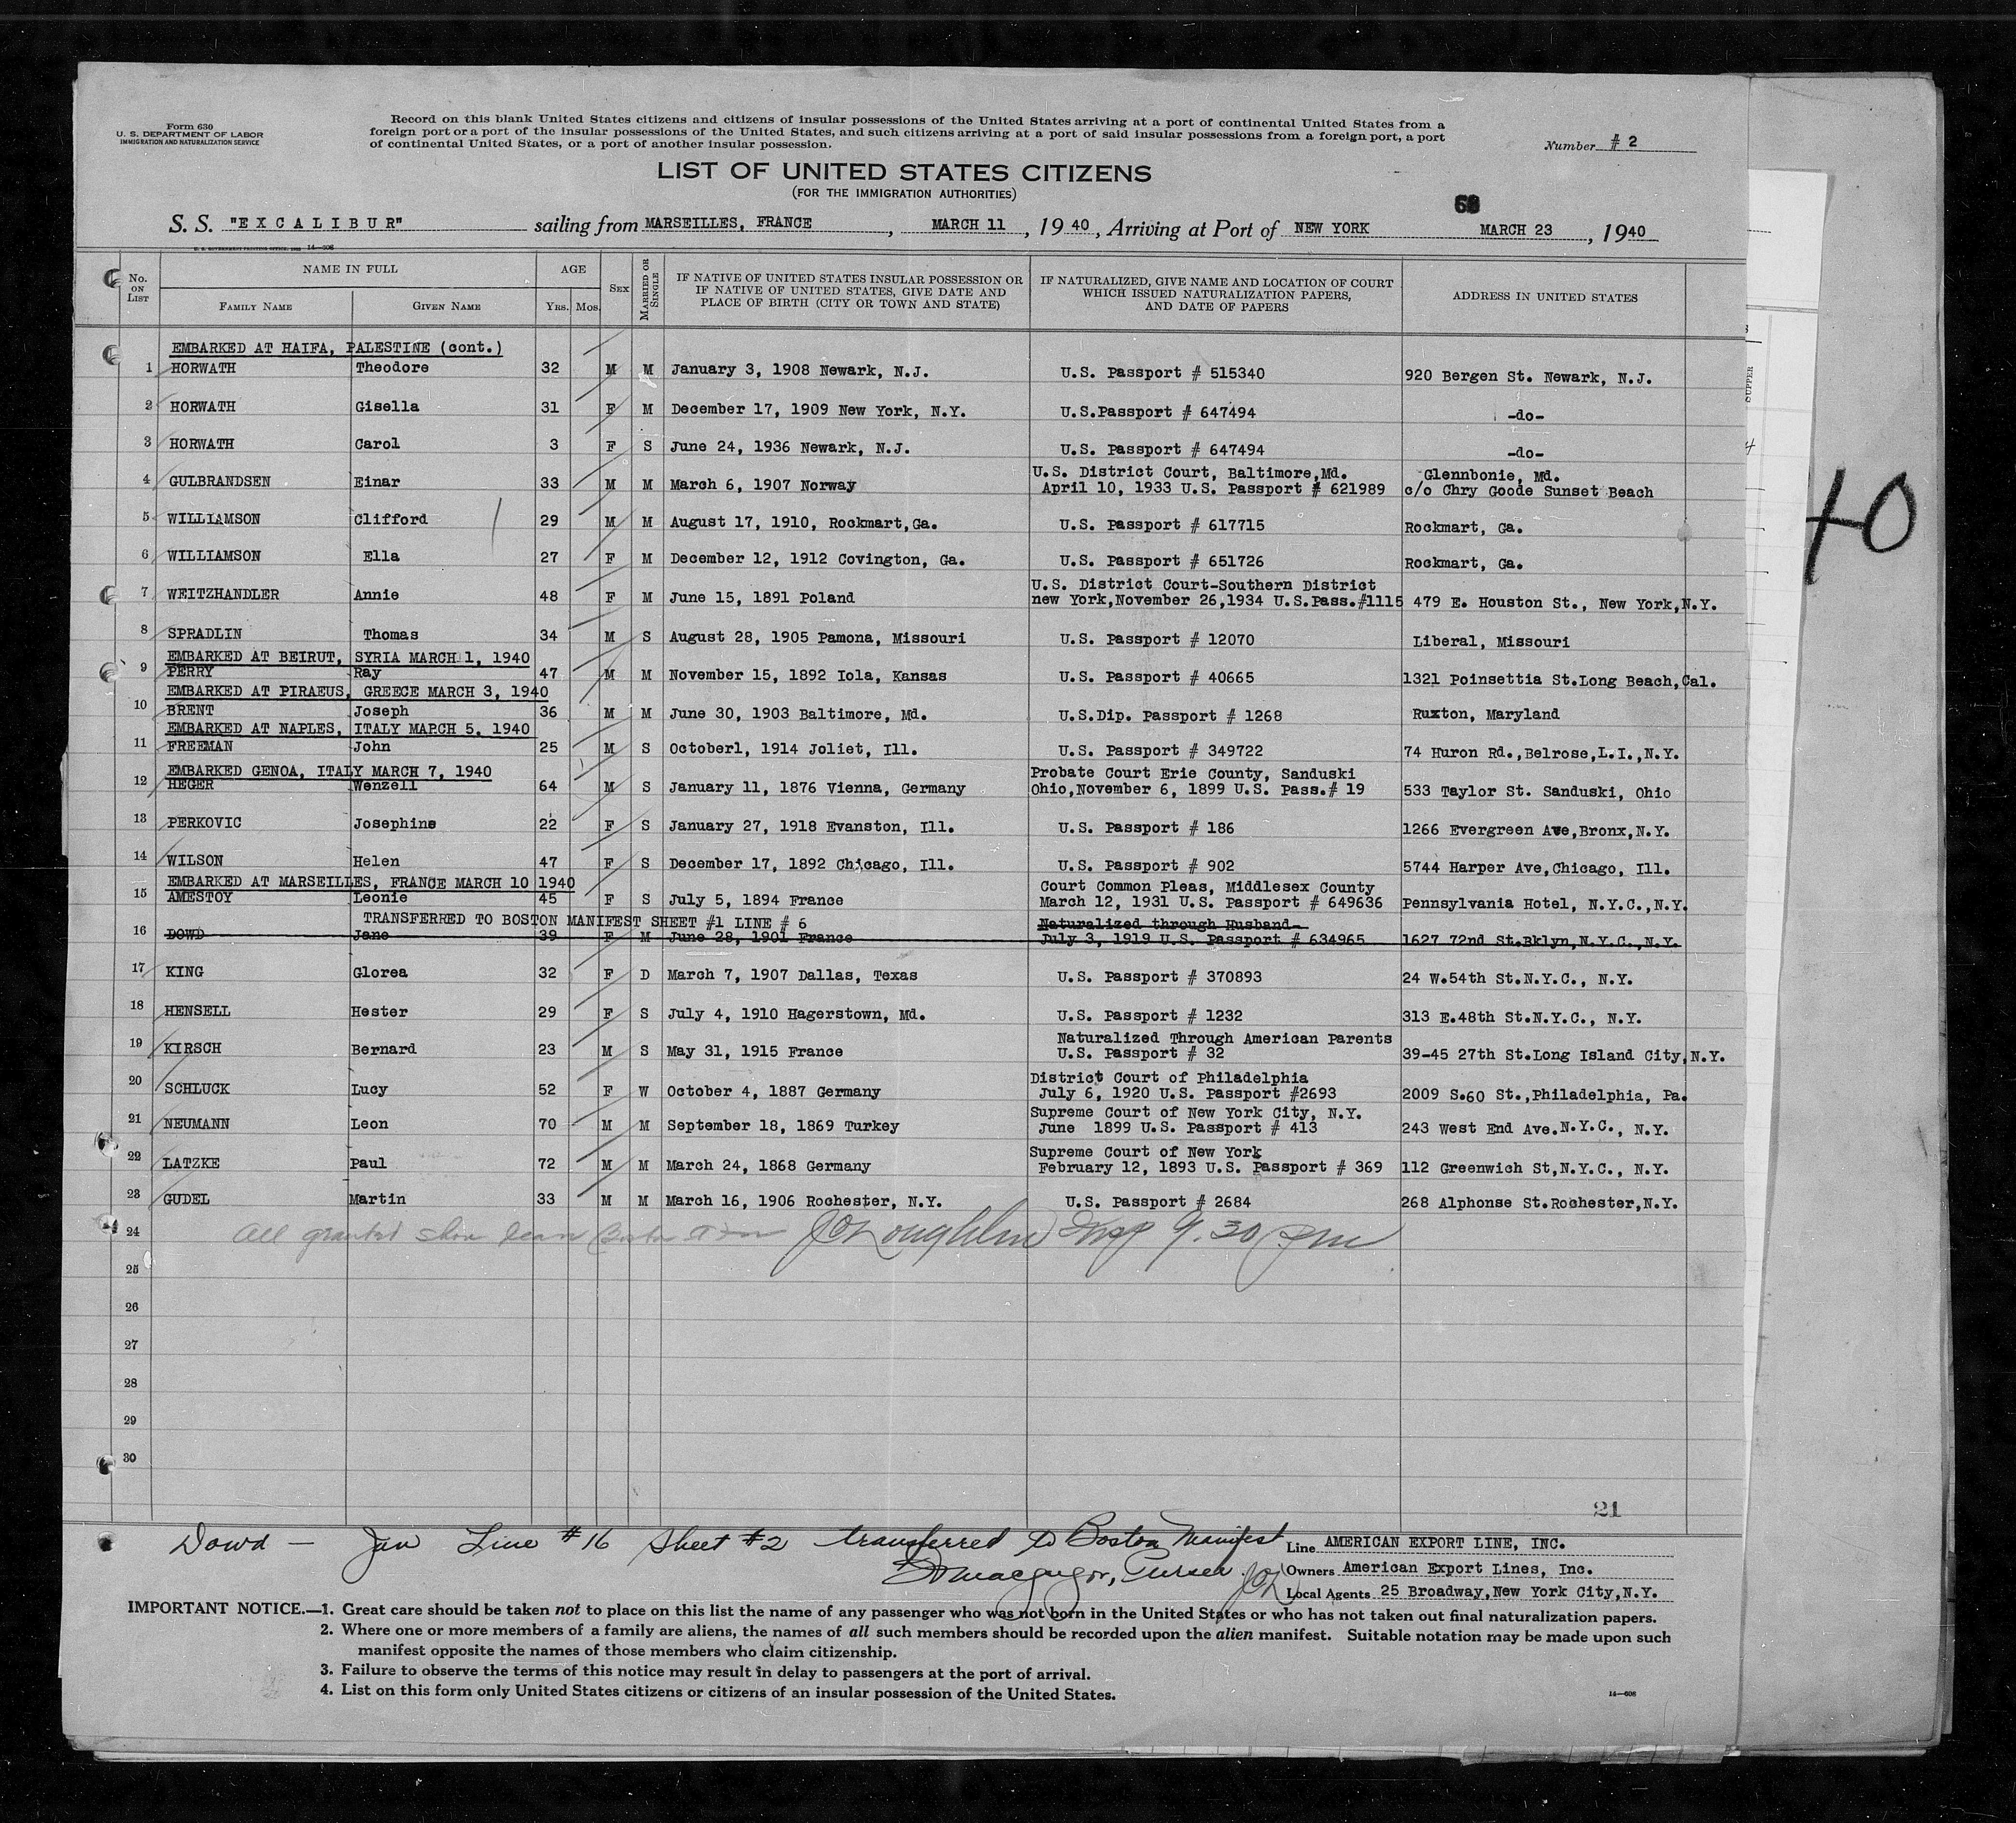 Form 630
U. S. DEPARTMENT OF LABOR
IMMIGRATION AND NATURALIZATION SERVICE
Record on this blank United States citizens and citizens of insular possessions of the United States arriving at a port of continental United States from a
foreign port or a port of the insular possessions of the United States, and such citizens arriving at a port of said insular possessions from a foreign port, a port
of continental United States, or a port of another insular possession.
Number # 2
LIST OF UNITED STATES CITIZENS
(FOR THE IMMIGRATION AUTHORITIES)
S. S. "E X C A L I B U R" sailing from MARSEILLES, FRANCE, MARCH 11, 19 40, Arriving at Port of NEW YORK MARCH 23, 19 40
No. ON LIST NAME IN FULL AGE SEX MARRIED OR SINGLE IF NATIVE OF UNITED STATES INSULAR POSSESSION OR IF NATIVE OF UNITED STATES, GIVE DATE AND PLACE OF BIRTH (CITY OR TOWN AND STATE) IF NATURALIZED, GIVE NAME AND LOCATION OF COURT WHICH ISSUED NATURALIZATION PAPERS, AND DATE OF PAPERS ADDRESS IN UNITED STATES
FAMILY NAME GIVEN NAME YRS. MOS.
EMBARKED AT HAIFA, PALESTINE (cont.)
1 HORWATH Theodore 32 M M January 3, 1908 Newark, N.J. U.S. Passport # 515340 920 Bergen St. Newark, N.J.
2 HORWATH Gisella 31 F M December 17, 1909 New York, N.Y. U.S.Passport # 647494 -do-
3 HORWATH Carol 3 F S June 24, 1936 Newark, N.J. U.S. Passport # 647494 -do-
U.S. District Court, Baltimore,Md. Glennbonie, Md.
4 GULBRANDSEN Einar 33 M M March 6, 1907 Norway April 10, 1933 U.S. Passport # 621989 c/o Chry Goode Sunset Beach
5 WILLIAMSON Clifford 29 M M August 17, 1910, Rockmart,Ga. U.S. Passport # 617715 Rockmart, Ga.
6 WILLIAMSON Ella 27 F M December 12, 1912 Covington, Ga. U.S. Passport # 651726 Rockmart, Ga.
U.S. District Court-Southern District
7 WEITZHANDLER Annie 48 F M June 15, 1891 Poland new York,November 26,1934 U.S.Pass.#1115 479 E. Houston St., New York,N.Y.
8 SPRADLIN Thomas 34 M S August 28, 1905 Pamona, Missouri U.S. Passport # 12070 Liberal, Missouri
EMBARKED AT BEIRUT, SYRIA MARCH 1, 1940
9 PERRY Ray 47 M M November 15, 1892 Iola, Kansas U.S. Passport # 40665 1321 Poinsettia St.Long Beach,Cal.
EMBARKED AT PIRAEUS, GREECE MARCH 3, 1940
10 BRENT Joseph 36 M M June 30, 1903 Baltimore, Md. U.S.Dip. Passport # 1268 Ruxton, Maryland
EMBARKED AT NAPLES, ITALY MARCH 5, 1940
11 FREEMAN John 25 M S October1, 1914 Joliet, Ill. U.S. Passport # 349722 74 Huron Rd.,Belrose,L.I.,N.Y.
EMBARKED GENOA, ITALY MARCH 7, 1940 Probate Court Erie County, Sanduski
12 HEGER Wenzell 64 M S January 11, 1876 Vienna, Germany Ohio,November 6, 1899 U.S. Pass.# 19 533 Taylor St. Sanduski, Ohio
13 PERKOVIC Josephine 22 F S January 27, 1918 Evanston, Ill. U.S. Passport # 186 1266 Evergreen Ave,Bronx,N.Y.
14 WILSON Helen 47 F S December 17, 1892 Chicago, Ill. U.S. Passport # 902 5744 Harper Ave,Chicago, Ill.
EMBARKED AT MARSEILLES, FRANCE MARCH 10 1940 Court Common Pleas, Middlesex County
15 AMESTOY Leonie 45 F S July 5, 1894 France March 12, 1931 U.S. Passport # 649636 Pennsylvania Hotel, N.Y.C.,N.Y.
TRANSFERRED TO BOSTON MANIFEST SHEET #1 LINE # 6 Naturalized through Husband-
16 DOWD Jane 39 F M June 28, 1901 France July 3, 1919 U.S. Passport # 634965 1627 72nd St.Bklyn,N.Y.C.,N.Y.
17 KING Glorea 32 F D March 7, 1907 Dallas, Texas U.S. Passport # 370893 24 W.54th St.N.Y.C., N.Y.
18 HENSELL Hester 29 F S July 4, 1910 Hagerstown, Md. U.S. Passport # 1232 313 E.48th St.N.Y.C., N.Y.
Naturalized Through American Parents
19 KIRSCH Bernard 23 M S May 31, 1915 France U.S. Passport # 32 39-45 27th St.Long Island City,N.Y.
District Court of Philadelphia
20 SCHLUCK Lucy 52 F W October 4, 1887 Germany July 6, 1920 U.S. Passport #2693 2009 S.60 St.,Philadelphia, Pa.
Supreme Court of New York City, N.Y.
21 NEUMANN Leon 70 M M September 18, 1869 Turkey June 1899 U.S. Passport # 413 243 West End Ave.N.Y.C., N.Y.
Supreme Court of New York
22 LATZKE Paul 72 M M March 24, 1868 Germany February 12, 1893 U.S. Passport # 369 112 Greenwich St,N.Y.C., N.Y.
23 GUDEL Martin 33 M M March 16, 1906 Rochester, N.Y. U.S. Passport # 2684 268 Alphonse St.Rochester,N.Y.
24 All granted shore leave Insp 9.30 pm
25
26
27
28
29
30
21
Dowd — Jan Line #16 Sheet #2 transferred to Boston Manifest
Macgregor, Purser
Line AMERICAN EXPORT LINE, INC.
Owners American Export Lines, Inc.
Local Agents 25 Broadway,New York City,N.Y.
IMPORTANT NOTICE.—1. Great care should be taken not to place on this list the name of any passenger who was not born in the United States or who has not taken out final naturalization papers.
2. Where one or more members of a family are aliens, the names of all such members should be recorded upon the alien manifest. Suitable notation may be made upon such
manifest opposite the names of those members who claim citizenship.
3. Failure to observe the terms of this notice may result in delay to passengers at the port of arrival.
4. List on this form only United States citizens or citizens of an insular possession of the United States.
SUPPER
40